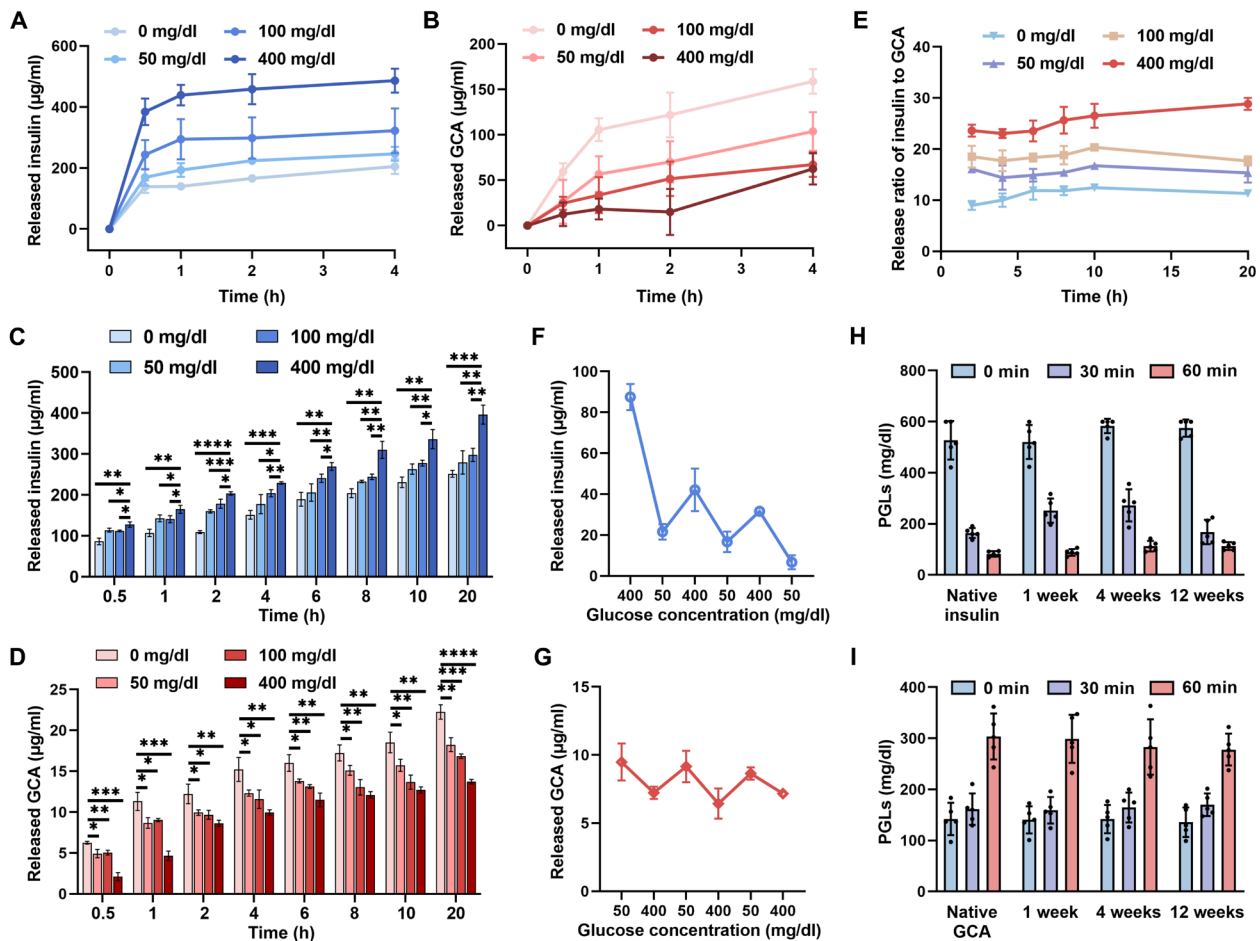 A
0 mg/dl
100 mg/dl
50 mg/dl
400 mg/dl
Released insulin (μg/ml)
600
400
200
0
0
1
2
3
4
Time (h)
B
0 mg/dl
100 mg/dl
50 mg/dl
400 mg/dl
Released GCA (μg/ml)
200
150
100
50
0
0
1
2
3
4
Time (h)
E
0 mg/dl
100 mg/dl
50 mg/dl
400 mg/dl
Release ratio of insulin to GCA
40
30
20
10
0
0
5
10
15
20
Time (h)
C
0 mg/dl
100 mg/dl
50 mg/dl
400 mg/dl
Released insulin (μg/ml)
500
400
300
200
100
0
** * *
** * *
**** *** *
*** * **
** ** *
** ** **
** ** *
*** ** **
0.5
1
2
4
6
8
10
20
Time (h)
F
Released insulin (μg/ml)
100
80
60
40
20
0
400 50 400 50 400 50
Glucose concentration (mg/dl)
H
0 min
30 min
60 min
PGLs (mg/dl)
800
600
400
200
0
Native insulin
1 week
4 weeks
12 weeks
D
0 mg/dl
100 mg/dl
50 mg/dl
400 mg/dl
Released GCA (μg/ml)
25
20
15
10
5
0
*** ** *
*** * *
** * *
** * *
** ** *
** ** *
** ** *
**** *** **
0.5
1
2
4
6
8
10
20
Time (h)
G
Released GCA (μg/ml)
15
10
5
0
50 400 50 400 50 400
Glucose concentration (mg/dl)
I
0 min
30 min
60 min
PGLs (mg/dl)
400
300
200
100
0
Native GCA
1 week
4 weeks
12 weeks